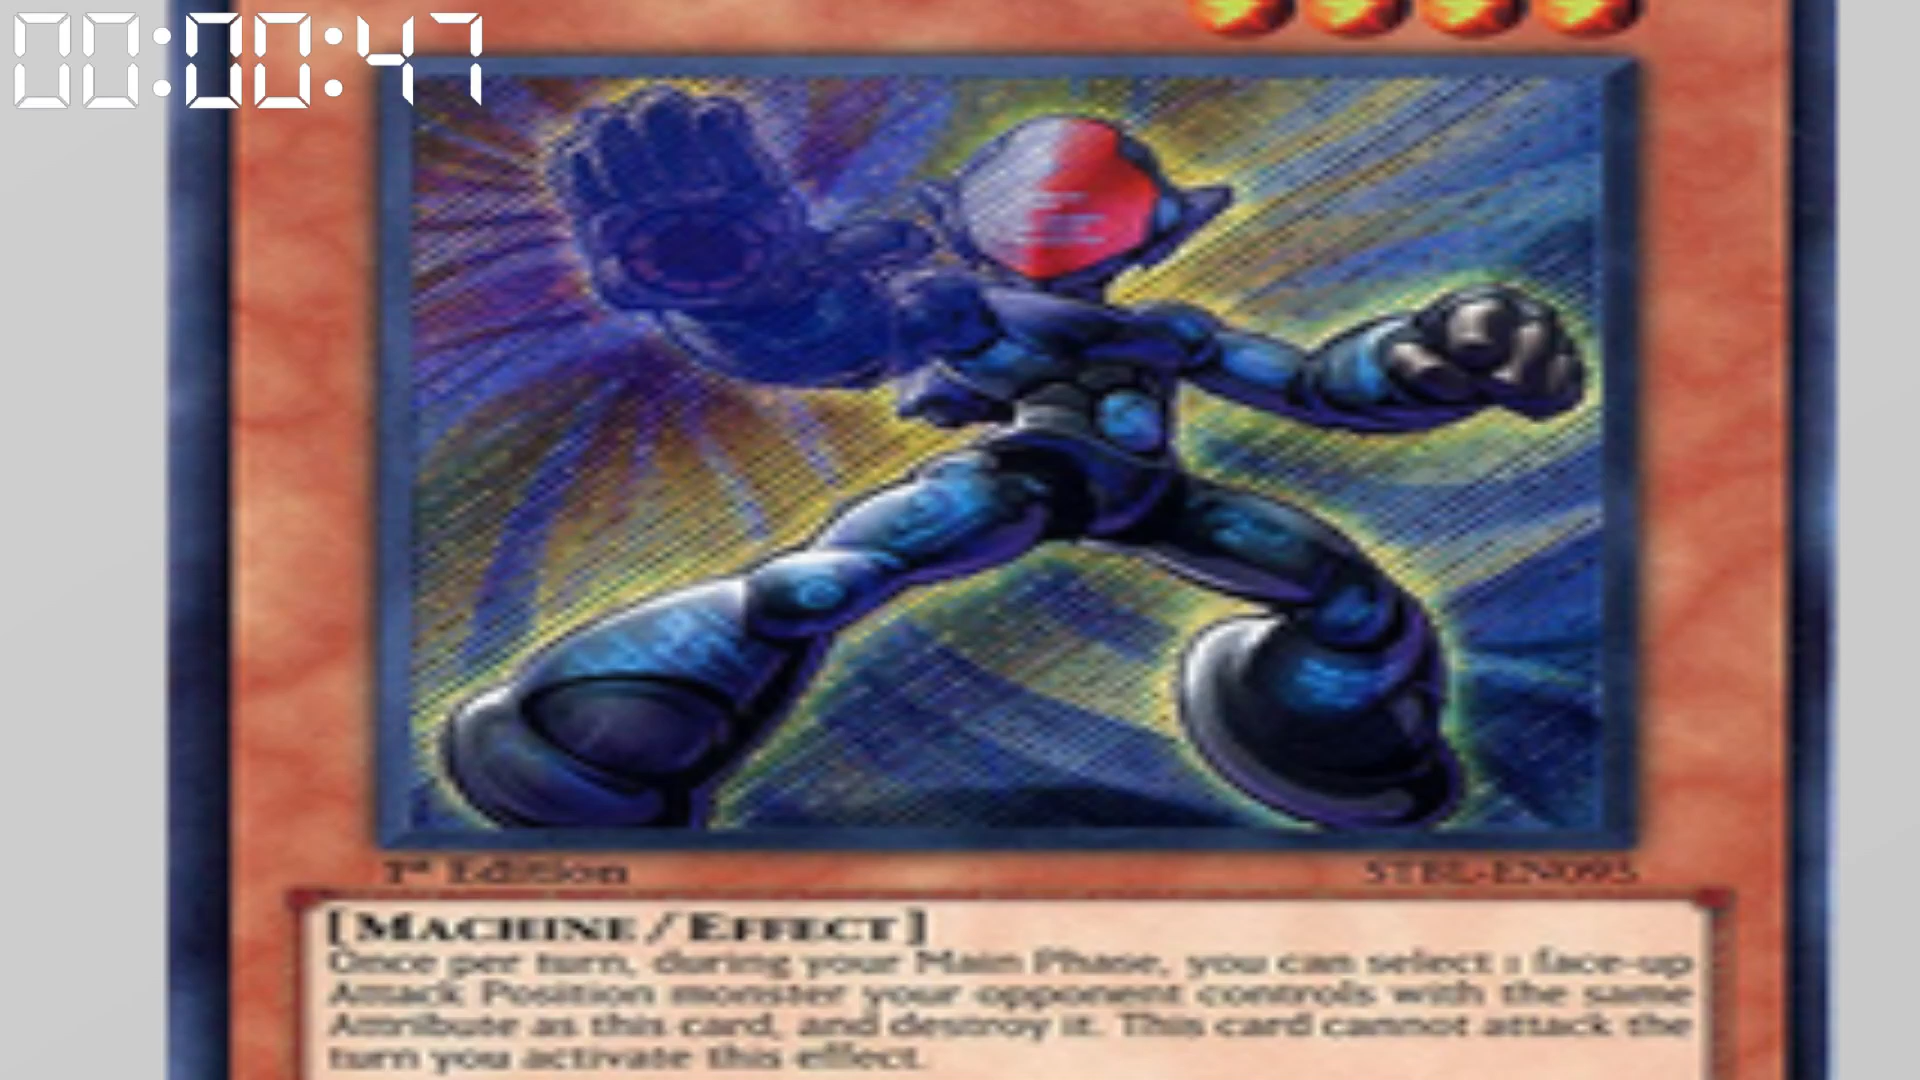 00:00:47
1st Edition
STBL-EN093
[MACHINE/EFFECT]
Once per turn, during your Main Phase, you can select 1 face-up
Attack Position monster your opponent controls with the same
Attribute as this card, and destroy it. This card cannot attack the
turn you activate this effect.